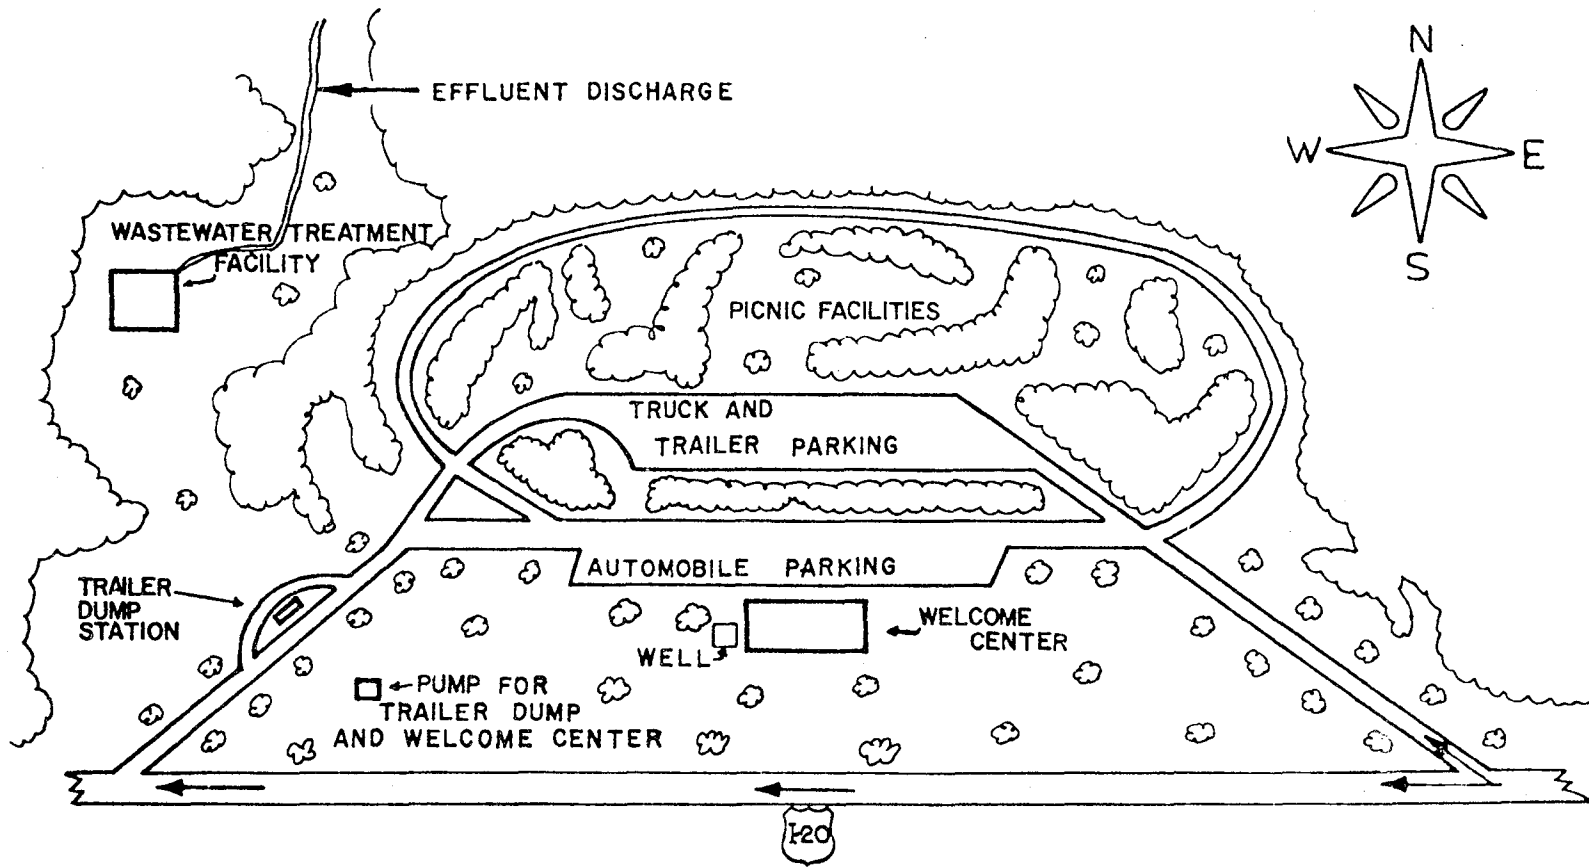 N
EFFLUENT DISCHARGE
W
E
WASTEWATER TREATMENT
FACILITY
S
PICNIC FACILITIES
TRUCK AND
TRAILER PARKING
AUTOMOBILE PARKING
TRAILER
DUMP
STATION
WELCOME
CENTER
WELL
PUMP FOR
TRAILER DUMP
AND WELCOME CENTER
I-20